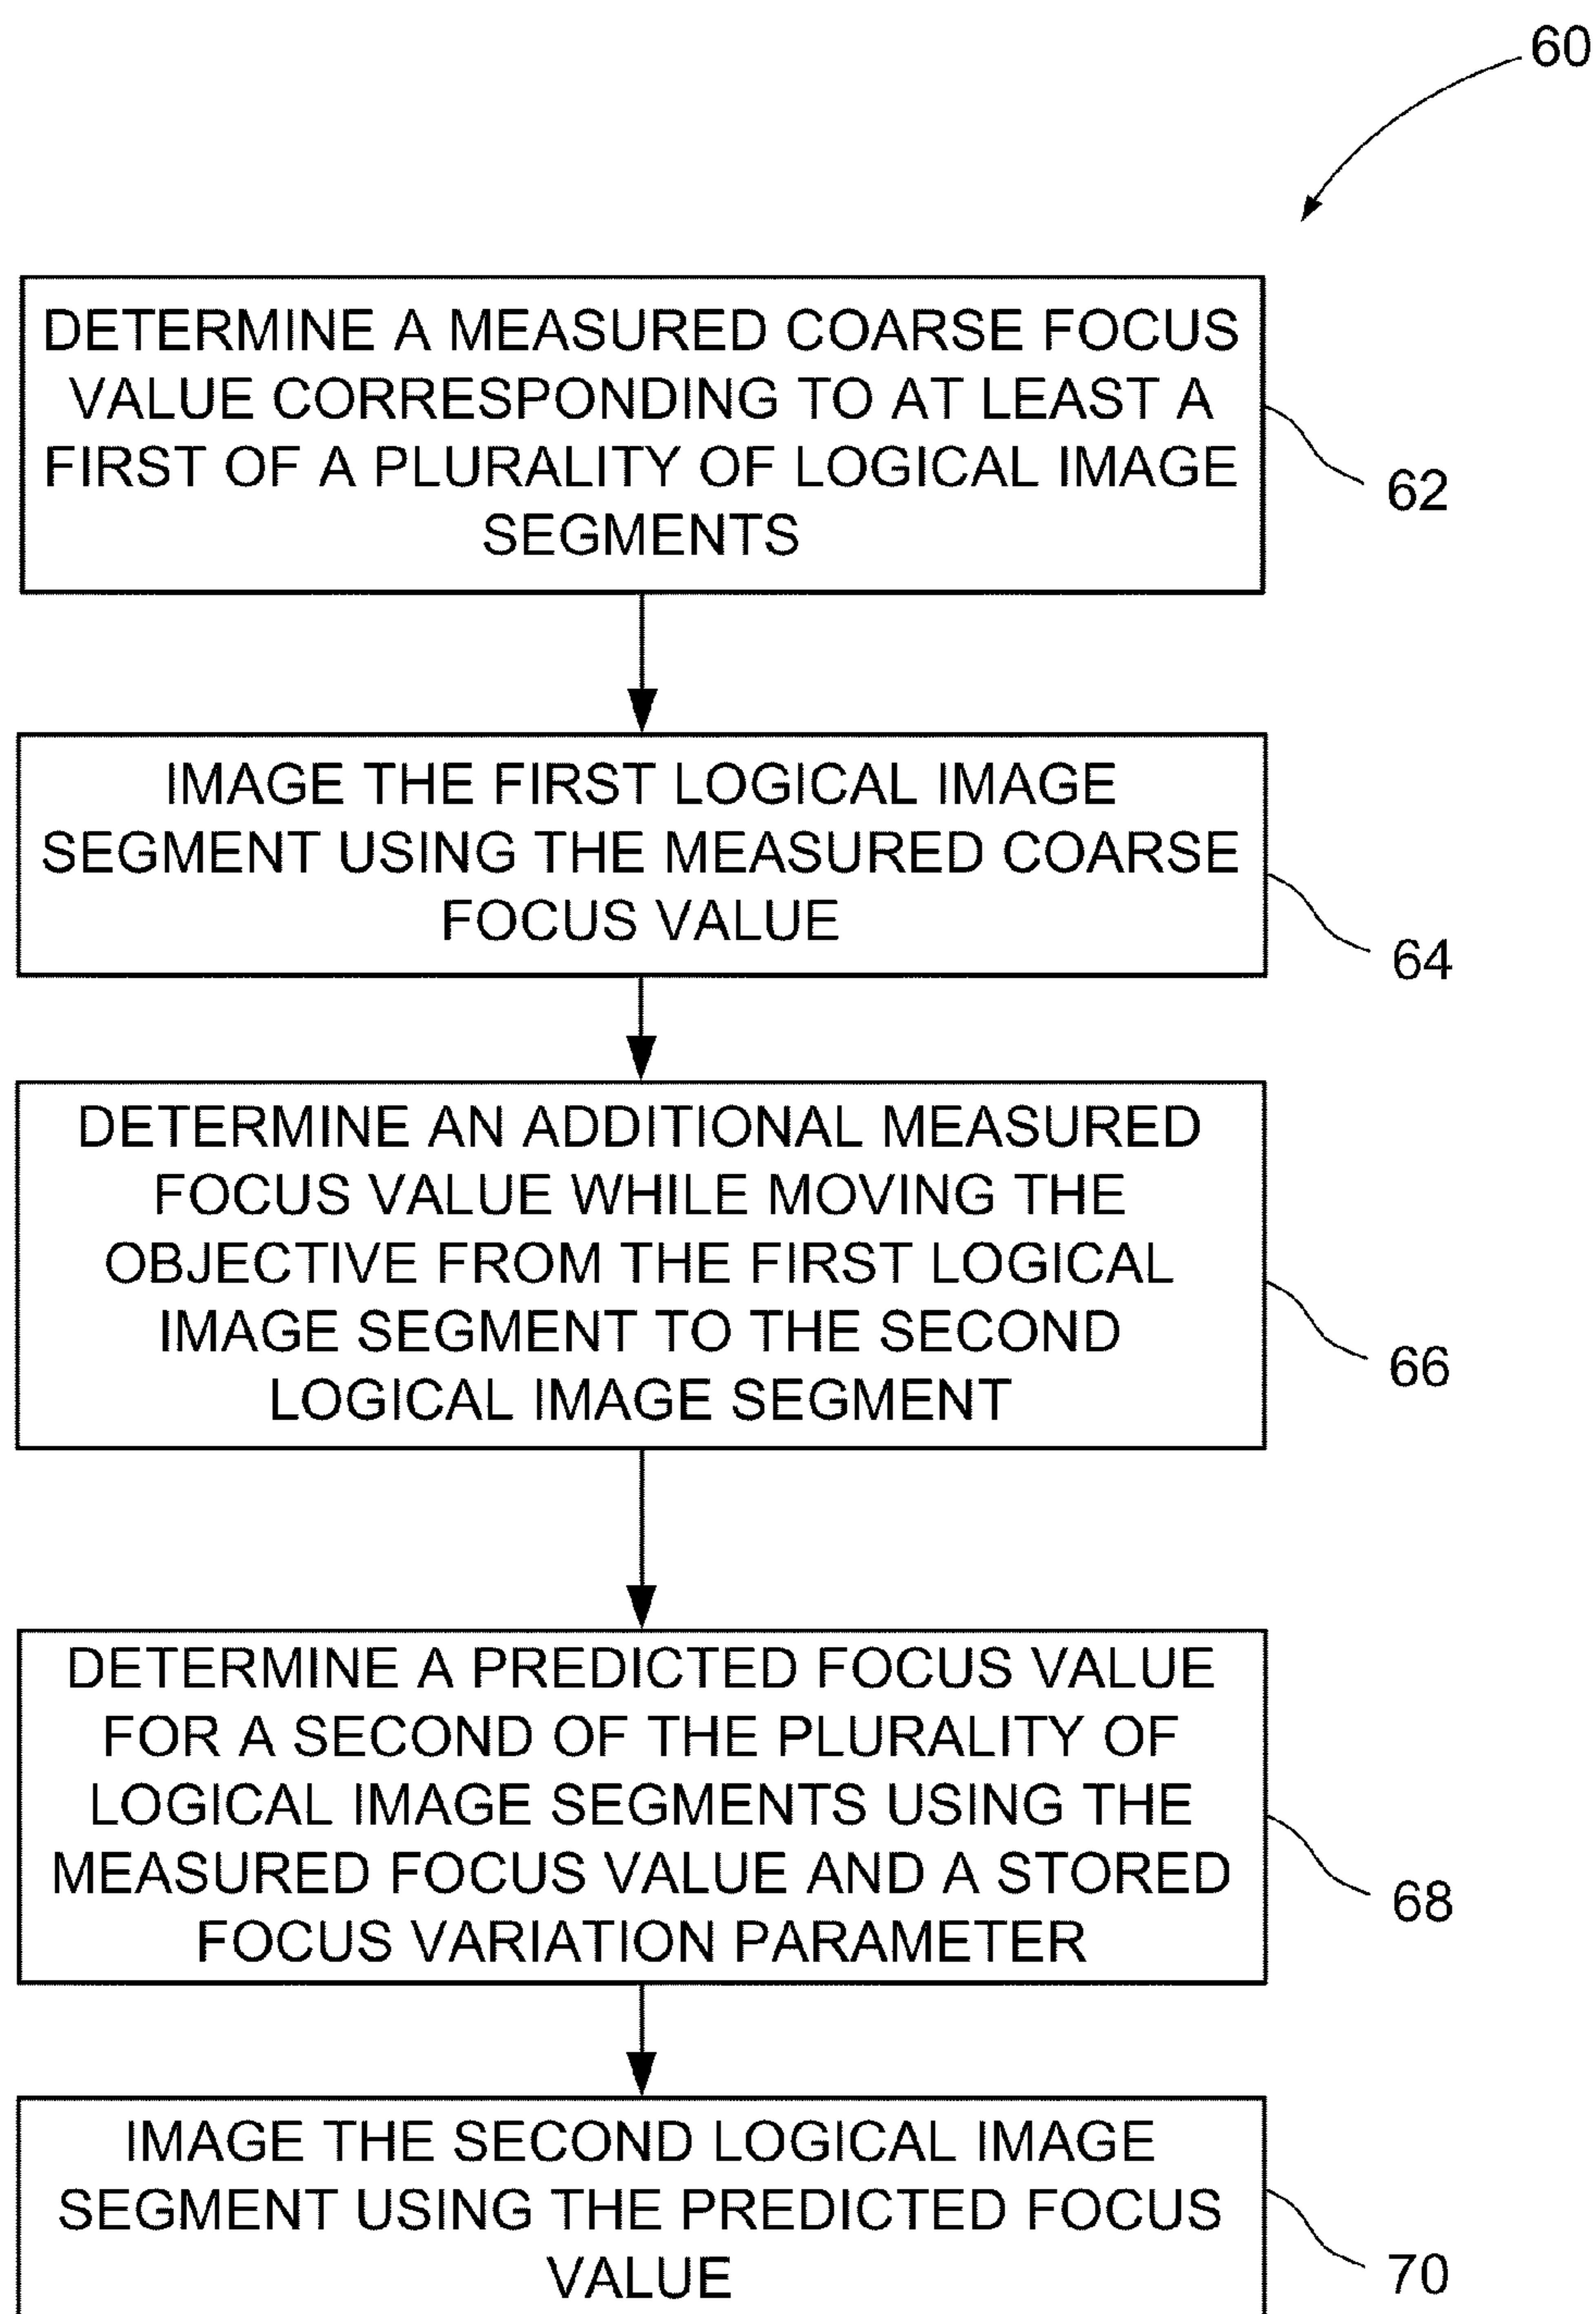 60
DETERMINE A MEASURED COARSE FOCUS
VALUE CORRESPONDING TO AT LEAST A
FIRST OF A PLURALITY OF LOGICAL IMAGE
SEGMENTS
62
IMAGE THE FIRST LOGICAL IMAGE
SEGMENT USING THE MEASURED COARSE
FOCUS VALUE
64
DETERMINE AN ADDITIONAL MEASURED
FOCUS VALUE WHILE MOVING THE
OBJECTIVE FROM THE FIRST LOGICAL
IMAGE SEGMENT TO THE SECOND
LOGICAL IMAGE SEGMENT
66
DETERMINE A PREDICTED FOCUS VALUE
FOR A SECOND OF THE PLURALITY OF
LOGICAL IMAGE SEGMENTS USING THE
MEASURED FOCUS VALUE AND A STORED
FOCUS VARIATION PARAMETER
68
IMAGE THE SECOND LOGICAL IMAGE
SEGMENT USING THE PREDICTED FOCUS
VALUE
70